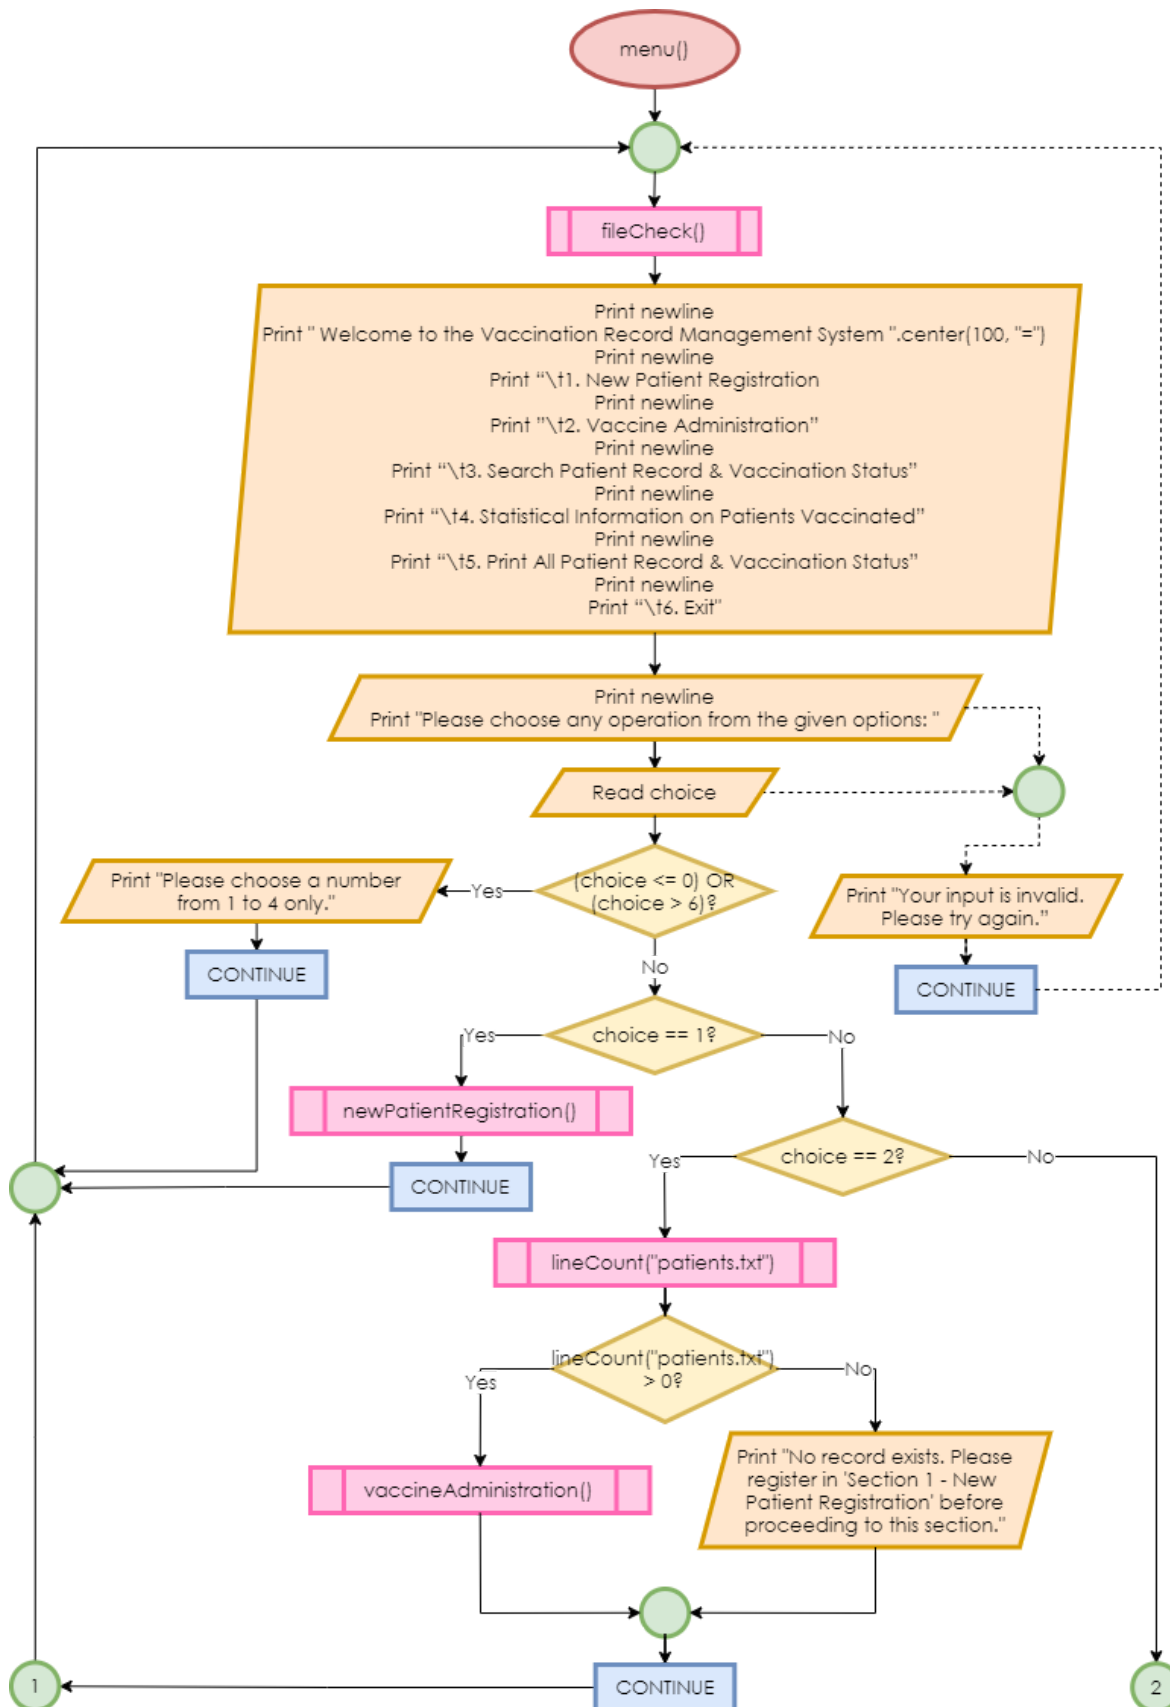 menu()
fileCheck()
Print newline
Print " Welcome to the Vaccination Record Management System ".center(100, "=")
Print newline
Print “\t1. New Patient Registration
Print newline
Print "\t2. Vaccine Administration”
Print newline
Print “\t3. Search Patient Record & Vaccination Status”
Print newline
Print “\t4. Statistical Information on Patients Vaccinated”
Print newline
Print “\t5. Print All Patient Record & Vaccination Status”
Print newline
Print “\t6. Exit"
Print newline
Print "Please choose any operation from the given options: "
Read choice
(choice <= 0) OR
(choice > 6)?
Yes
Print "Please choose a number
from 1 to 4 only."
CONTINUE
Print "Your input is invalid.
Please try again.”
CONTINUE
No
choice == 1?
Yes
No
newPatientRegistration()
CONTINUE
choice == 2?
Yes
No
lineCount("patients.txt")
lineCount("patients.txt")
> 0?
Yes
No
vaccineAdministration()
Print "No record exists. Please
register in 'Section 1 - New
Patient Registration' before
proceeding to this section."
1
CONTINUE
2